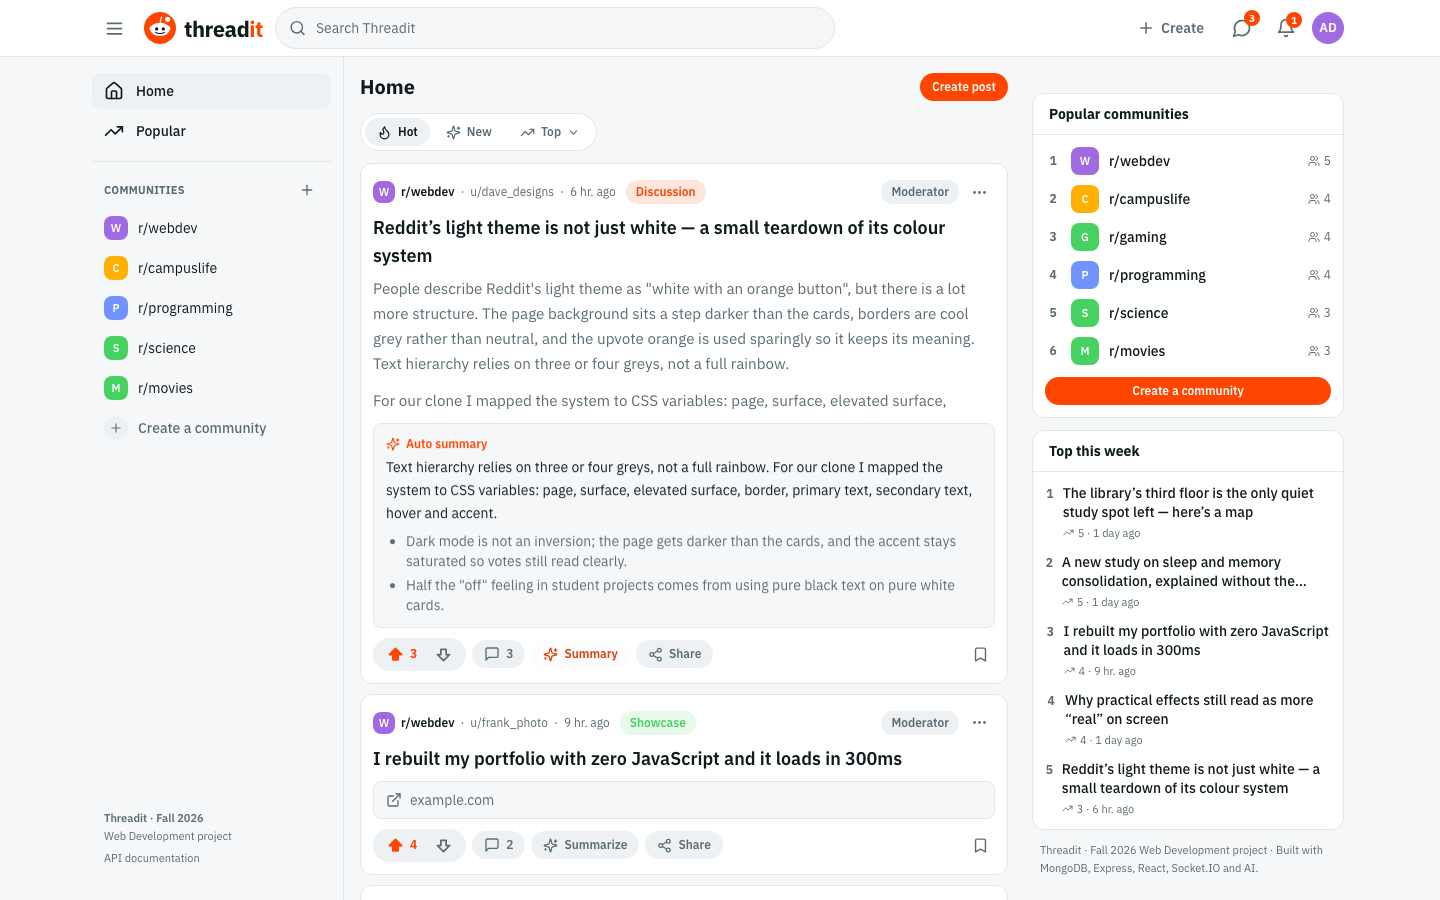 threadit
Search Threadit
Create
3
1
AD
Home
Popular
COMMUNITIES
W r/webdev
C r/campuslife
P r/programming
S r/science
M r/movies
Create a community
Threadit · Fall 2026
Web Development project
API documentation
Home
Create post
Hot New Top
W r/webdev · u/dave_designs · 6 hr. ago Discussion Moderator
Reddit’s light theme is not just white — a small teardown of its colour
system
People describe Reddit's light theme as "white with an orange button", but there is a lot
more structure. The page background sits a step darker than the cards, borders are cool
grey rather than neutral, and the upvote orange is used sparingly so it keeps its meaning.
Text hierarchy relies on three or four greys, not a full rainbow.
For our clone I mapped the system to CSS variables: page, surface, elevated surface,
Auto summary
Text hierarchy relies on three or four greys, not a full rainbow. For our clone I mapped the
system to CSS variables: page, surface, elevated surface, border, primary text, secondary text,
hover and accent.
• Dark mode is not an inversion; the page gets darker than the cards, and the accent stays
saturated so votes still read clearly.
• Half the "off" feeling in student projects comes from using pure black text on pure white
cards.
3 3 Summary Share
W r/webdev · u/frank_photo · 9 hr. ago Showcase Moderator
I rebuilt my portfolio with zero JavaScript and it loads in 300ms
example.com
4 2 Summarize Share
Popular communities
1 W r/webdev 5
2 C r/campuslife 4
3 G r/gaming 4
4 P r/programming 4
5 S r/science 3
6 M r/movies 3
Create a community
Top this week
1 The library’s third floor is the only quiet
study spot left — here’s a map
5 · 1 day ago
2 A new study on sleep and memory
consolidation, explained without the...
5 · 1 day ago
3 I rebuilt my portfolio with zero JavaScript
and it loads in 300ms
4 · 9 hr. ago
4 Why practical effects still read as more
“real” on screen
4 · 1 day ago
5 Reddit’s light theme is not just white — a
small teardown of its colour system
3 · 6 hr. ago
Threadit · Fall 2026 Web Development project · Built with
MongoDB, Express, React, Socket.IO and AI.